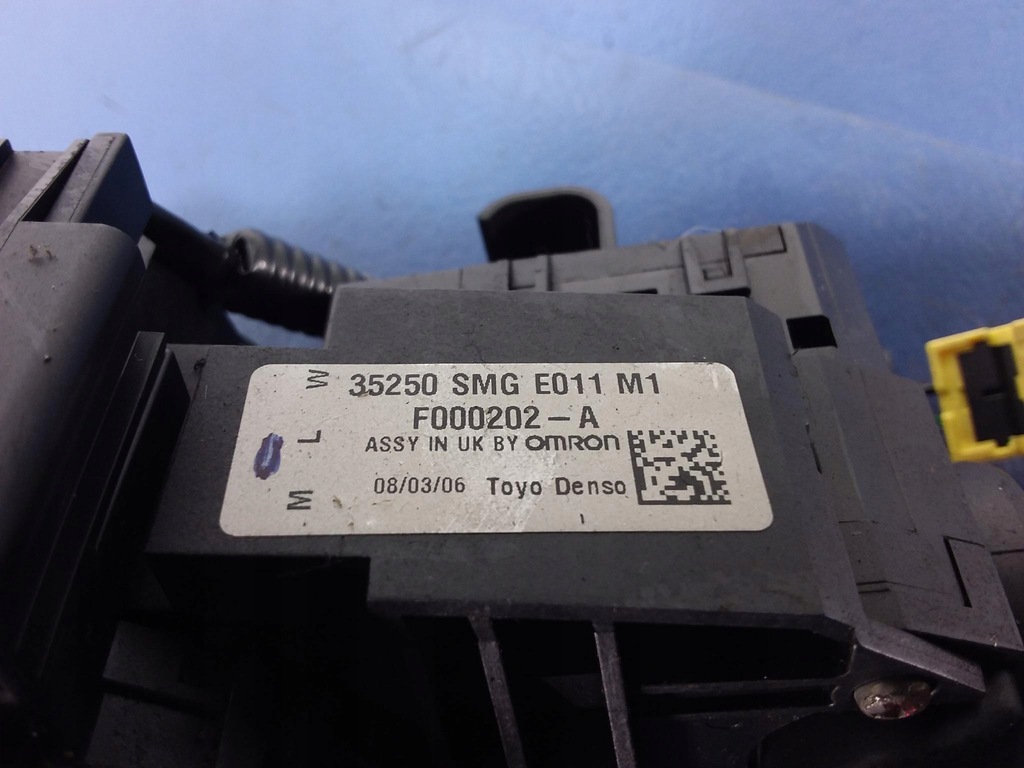 35250 SMG E011 M1
F000202-A
ASSY IN UK BY OMRON
08/03/06 Toyo Denso
W
L
M